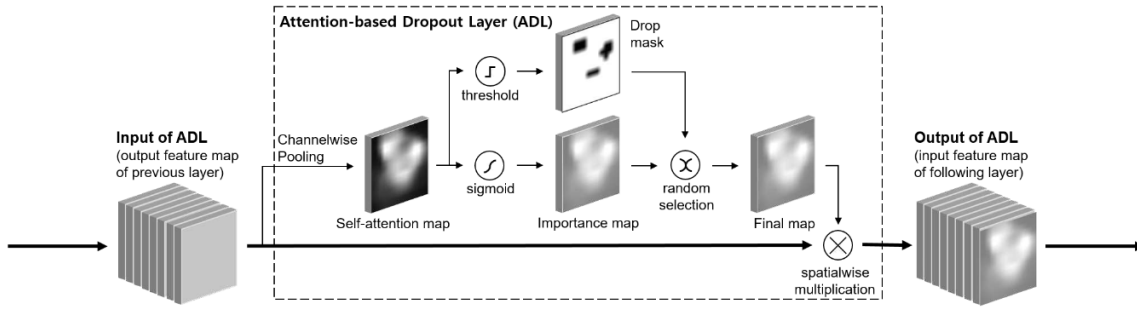 Attention-based Dropout Layer (ADL)
Drop
mask
threshold
Input of ADL
(output feature map
of previous layer)
Channelwise
Pooling
sigmoid
random
selection
Self-attention map
Importance map
Final map
Output of ADL
(input feature map
of following layer)
spatialwise
multiplication